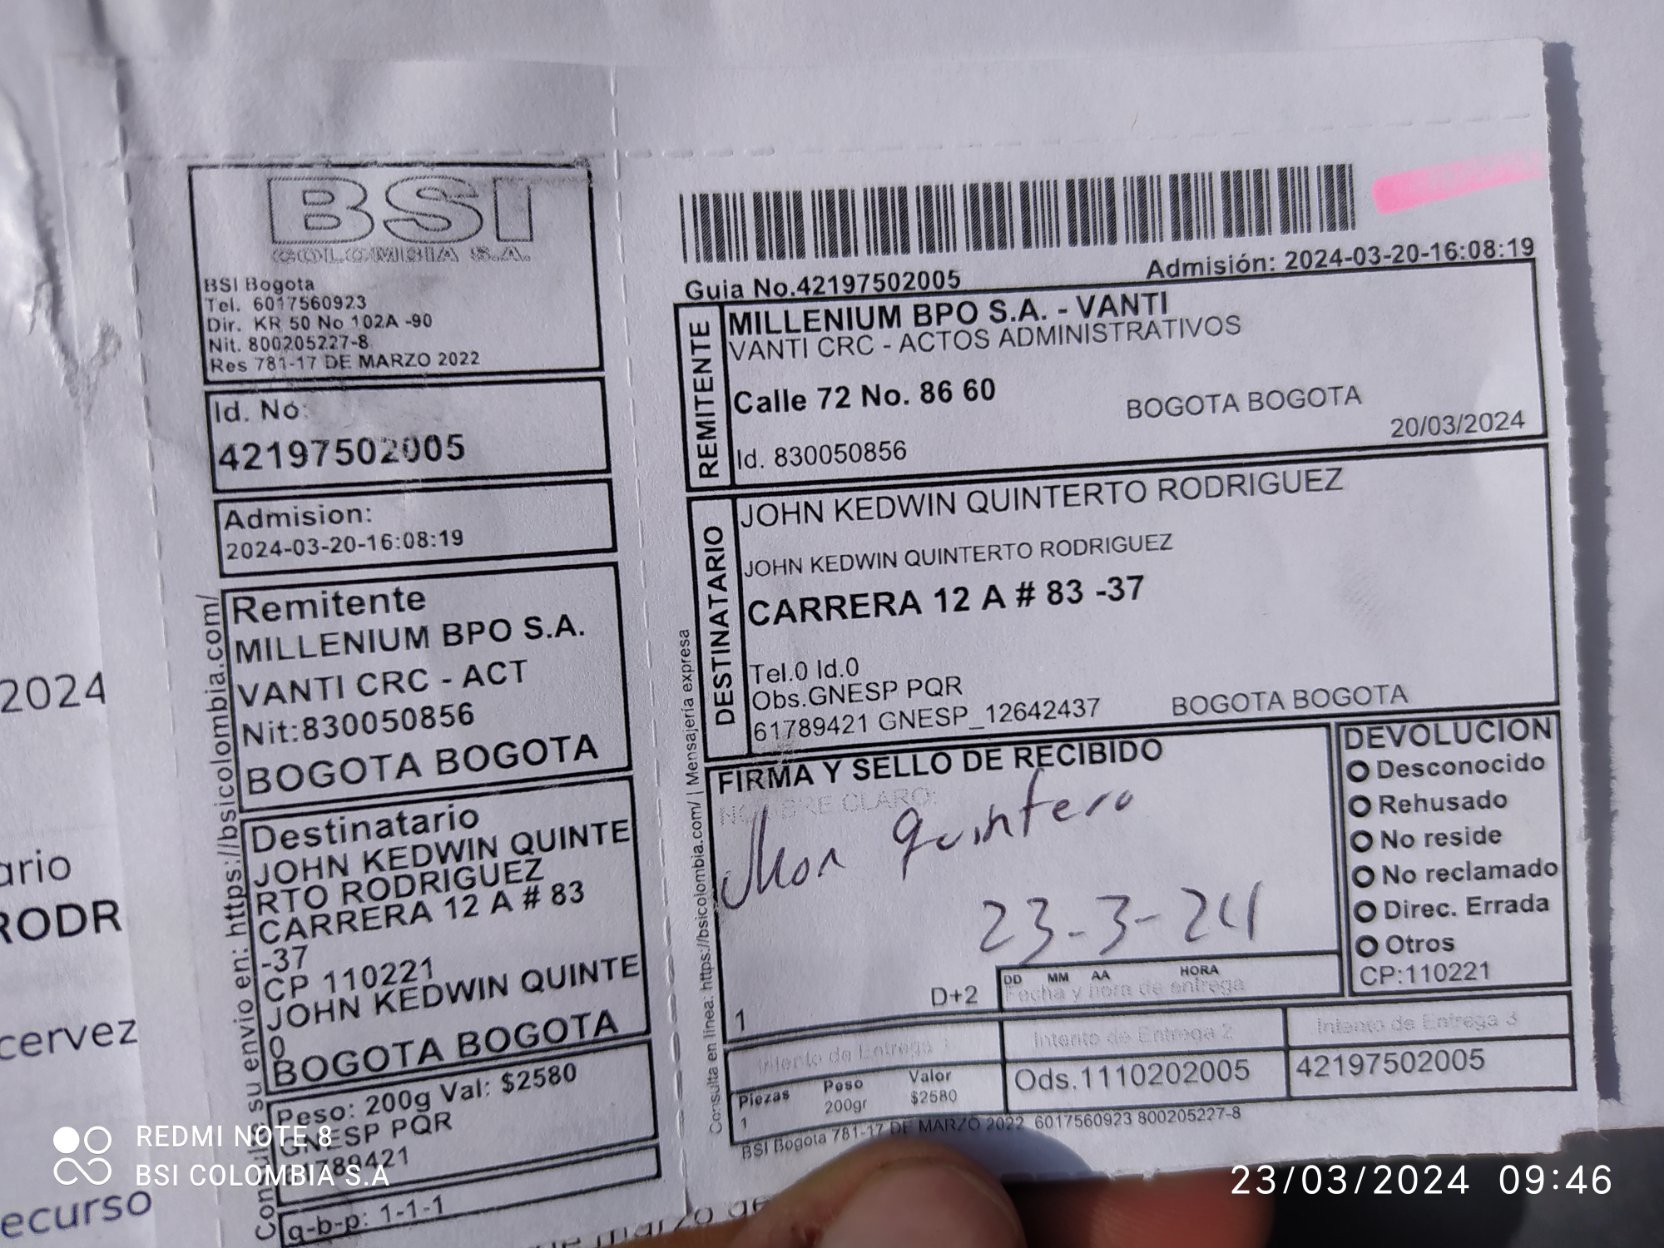 2024
ario
RODR
cervez
ecurso
BSI
COLOMBIA S.A.
BSI Bogota
Tel. 6017560923
Dir. KR 50 No 102A -90
Nit. 800205227-8
Res 781-17 DE MARZO 2022
Id. No:
42197502005
Admision:
2024-03-20-16:08:19
Remitente
MILLENIUM BPO S.A.
VANTI CRC - ACT
Nit:830050856
BOGOTA BOGOTA
Destinatario
JOHN KEDWIN QUINTE
RTO RODRIGUEZ
CARRERA 12 A # 83
-37
CP 110221
JOHN KEDWIN QUINTE
0
BOGOTA BOGOTA
Peso: 200g Val: $2580
GNESP PQR
789421
g-b-p: 1-1-1
su envio en: https://bsicolombia.com/
Guia No.42197502005
Admisión: 2024-03-20-16:08:19
REMITENTE
MILLENIUM BPO S.A. - VANTI
VANTI CRC - ACTOS ADMINISTRATIVOS
Calle 72 No. 86 60
BOGOTA BOGOTA
20/03/2024
Id. 830050856
DESTINATARIO
JOHN KEDWIN QUINTERTO RODRIGUEZ
JOHN KEDWIN QUINTERTO RODRIGUEZ
CARRERA 12 A # 83 -37
Tel.0 Id.0
Obs.GNESP PQR
61789421 GNESP_12642437
BOGOTA BOGOTA
Consulta en linea: https://bsicolombia.com/ | Mensajeria expresa
FIRMA Y SELLO DE RECIBIDO
NOMBRE CLARO:
Jhon quintero
23-3-24
1
D+2
DD MM AA HORA
Fecha y hora de entrega
DEVOLUCION
Desconocido
Rehusado
No reside
No reclamado
Direc. Errada
Otros
CP:110221
Intento de Entrega 1
Intento de Entrega 2
Intento de Entrega 3
Piezas Peso Valor
1 200gr $2580
Ods.1110202005
42197502005
BSI Bogota 781-17 DE MARZO 2022 6017560923 800205227-8
REDMI NOTE 8
BSI COLOMBIA S.A
23/03/2024 09:46